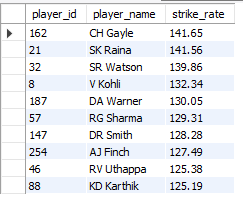 player_id player_name strike_rate
162 CH Gayle 141.65
21 SK Raina 141.56
32 SR Watson 139.86
8 V Kohli 132.34
187 DA Warner 130.05
57 RG Sharma 129.31
147 DR Smith 128.28
254 AJ Finch 127.49
46 RV Uthappa 125.38
88 KD Karthik 125.19